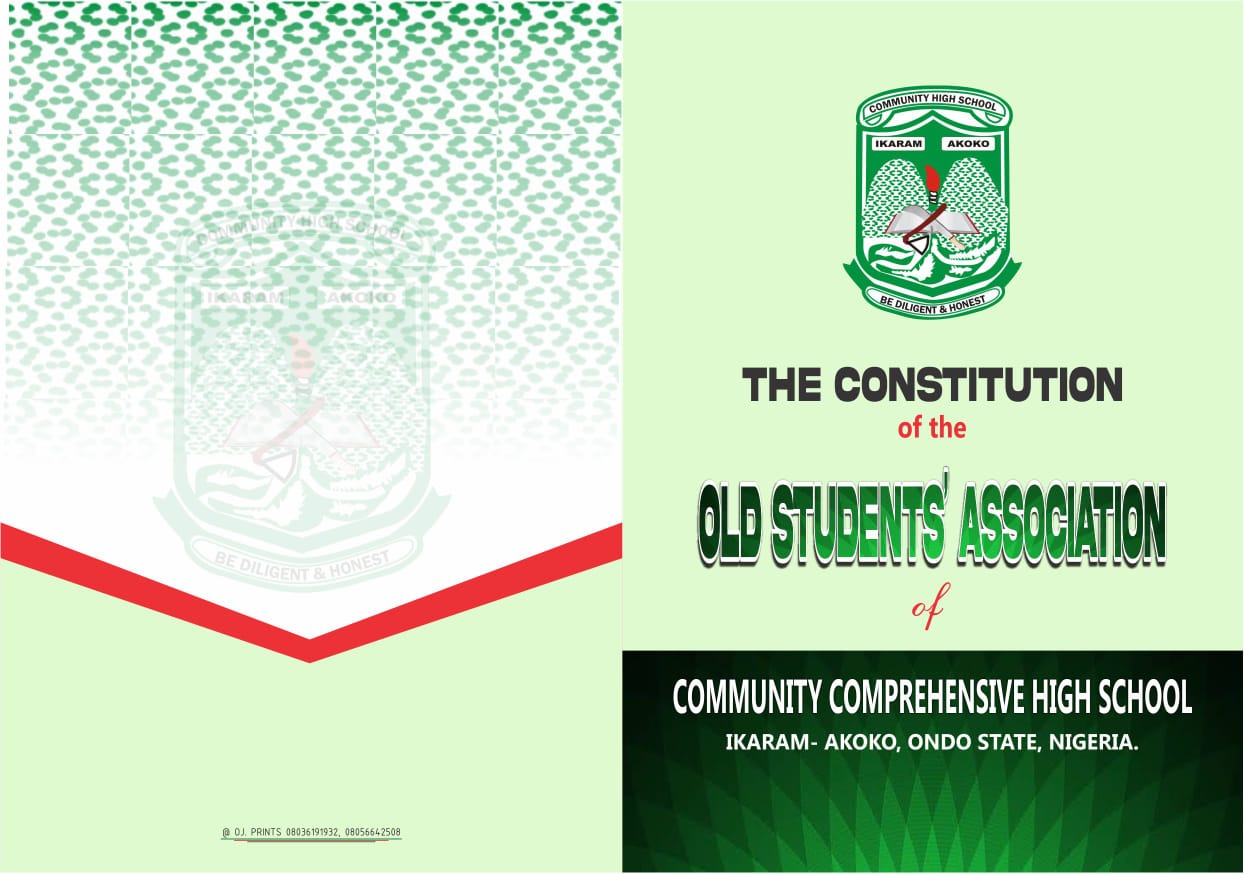 COMMUNITY HIGH SCHOOL
IKARAM AKOKO
BE DILIGENT & HONEST
@ O.J. PRINTS 08036191932, 08056642508
COMMUNITY HIGH SCHOOL
IKARAM AKOKO
BE DILIGENT & HONEST
THE CONSTITUTION
of the
OLD STUDENTS' ASSOCIATION
of
COMMUNITY COMPREHENSIVE HIGH SCHOOL
IKARAM- AKOKO, ONDO STATE, NIGERIA.